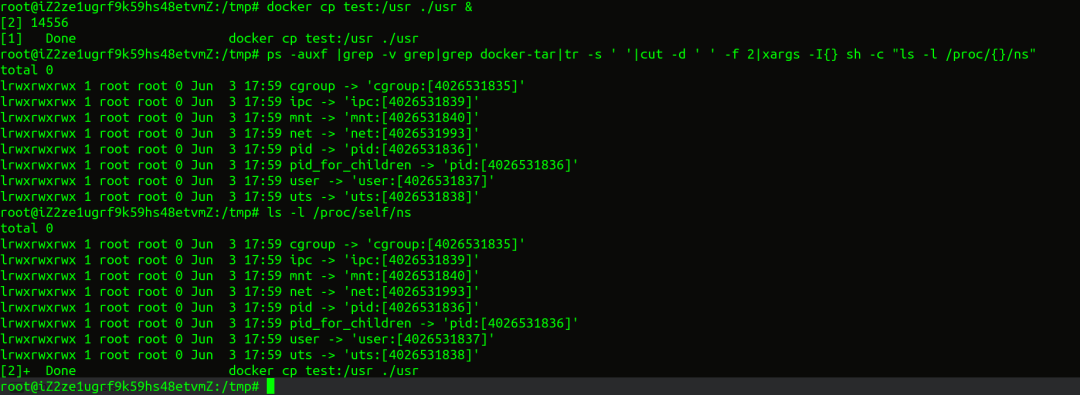 root@iZ2ze1ugrf9k59hs48etvmZ:/tmp# docker cp test:/usr ./usr &
[2] 14556
[1]   Done                    docker cp test:/usr ./usr
root@iZ2ze1ugrf9k59hs48etvmZ:/tmp# ps -auxf |grep -v grep|grep docker-tar|tr -s ' '|cut -d ' ' -f 2|xargs -I{} sh -c "ls -l /proc/{}/ns"
total 0
lrwxrwxrwx 1 root root 0 Jun  3 17:59 cgroup -> 'cgroup:[4026531835]'
lrwxrwxrwx 1 root root 0 Jun  3 17:59 ipc -> 'ipc:[4026531839]'
lrwxrwxrwx 1 root root 0 Jun  3 17:59 mnt -> 'mnt:[4026531840]'
lrwxrwxrwx 1 root root 0 Jun  3 17:59 net -> 'net:[4026531993]'
lrwxrwxrwx 1 root root 0 Jun  3 17:59 pid -> 'pid:[4026531836]'
lrwxrwxrwx 1 root root 0 Jun  3 17:59 pid_for_children -> 'pid:[4026531836]'
lrwxrwxrwx 1 root root 0 Jun  3 17:59 user -> 'user:[4026531837]'
lrwxrwxrwx 1 root root 0 Jun  3 17:59 uts -> 'uts:[4026531838]'
root@iZ2ze1ugrf9k59hs48etvmZ:/tmp# ls -l /proc/self/ns
total 0
lrwxrwxrwx 1 root root 0 Jun  3 17:59 cgroup -> 'cgroup:[4026531835]'
lrwxrwxrwx 1 root root 0 Jun  3 17:59 ipc -> 'ipc:[4026531839]'
lrwxrwxrwx 1 root root 0 Jun  3 17:59 mnt -> 'mnt:[4026531840]'
lrwxrwxrwx 1 root root 0 Jun  3 17:59 net -> 'net:[4026531993]'
lrwxrwxrwx 1 root root 0 Jun  3 17:59 pid -> 'pid:[4026531836]
lrwxrwxrwx 1 root root 0 Jun  3 17:59 pid_for_children -> 'pid:[4026531836]'
lrwxrwxrwx 1 root root 0 Jun  3 17:59 user -> 'user:[4026531837]'
lrwxrwxrwx 1 root root 0 Jun  3 17:59 uts -> 'uts:[4026531838]'
[2]+  Done                    docker cp test:/usr ./usr
root@iZ2ze1ugrf9k59hs48etvmZ:/tmp#